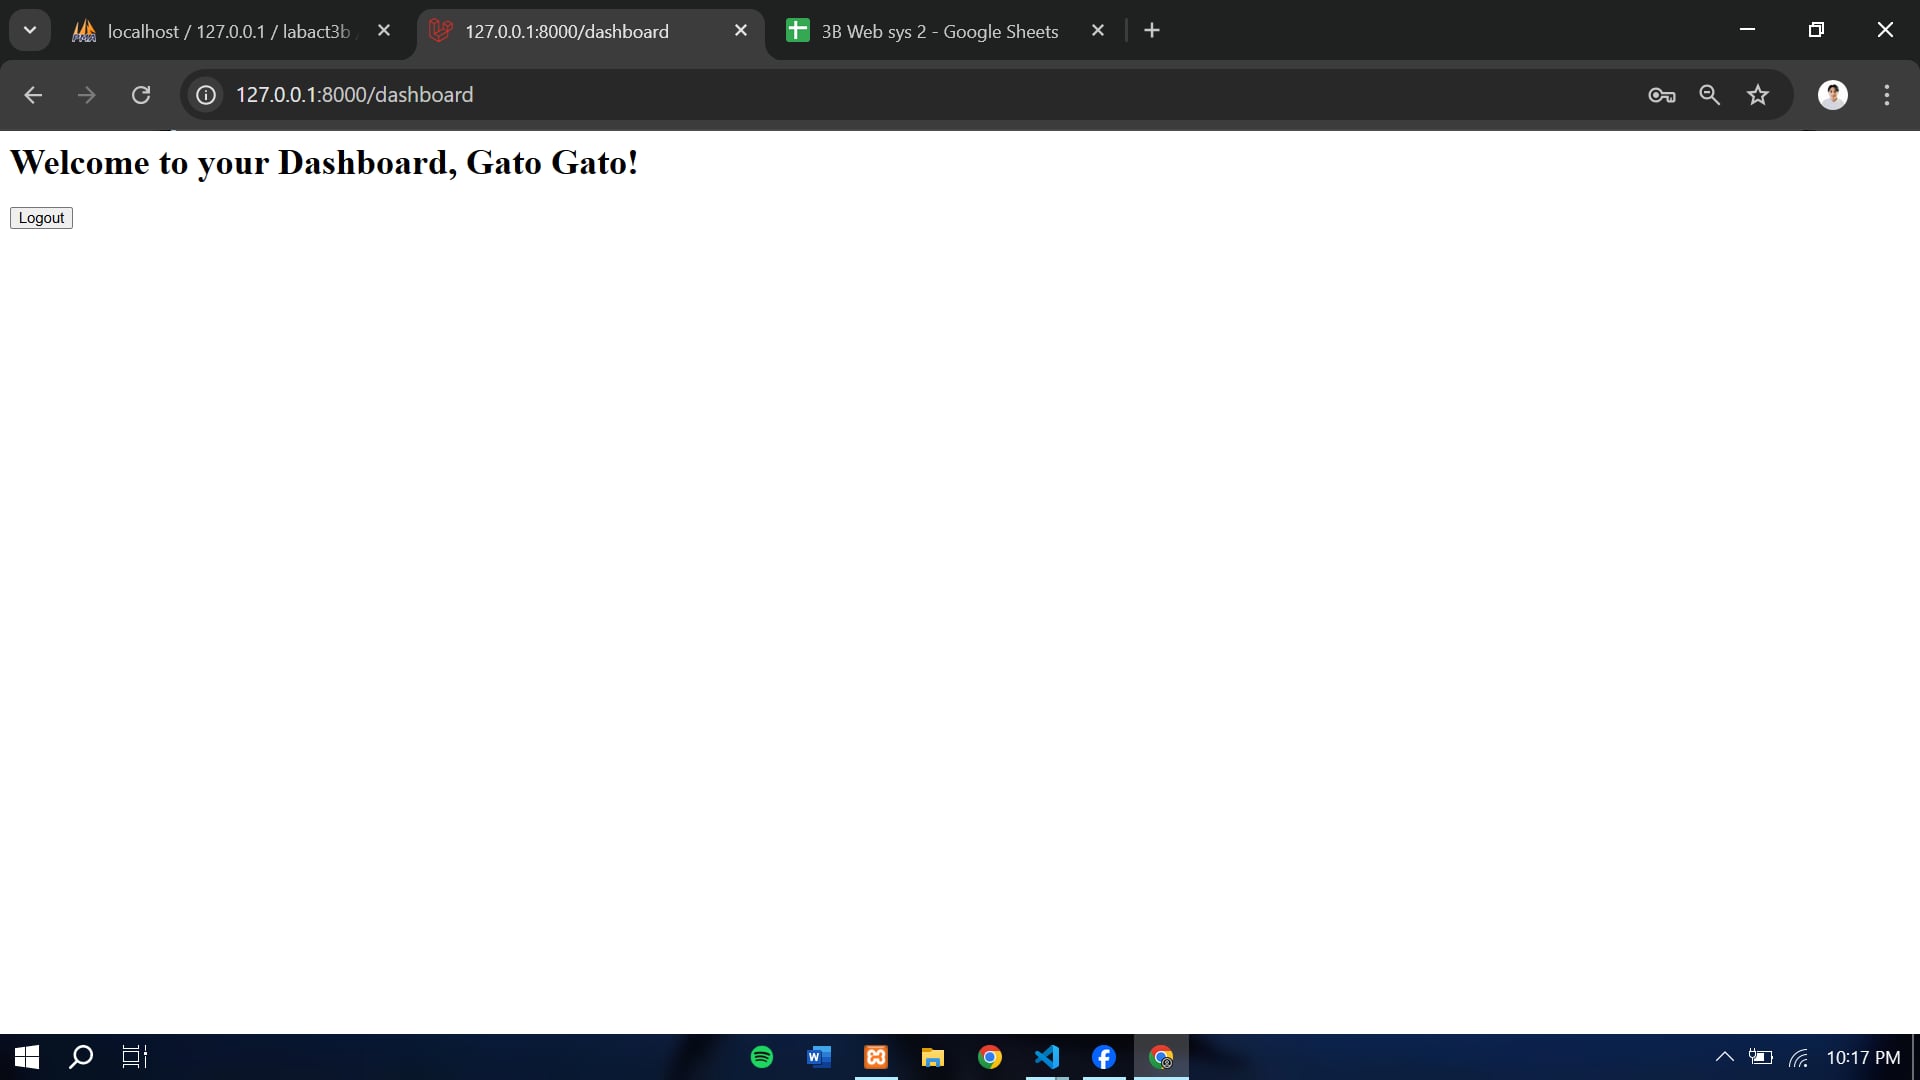 localhost / 127.0.0.1 / labact3b
127.0.0.1:8000/dashboard
3B Web sys 2 - Google Sheets
127.0.0.1:8000/dashboard
Welcome to your Dashboard, Gato Gato!
Logout
10:17 PM